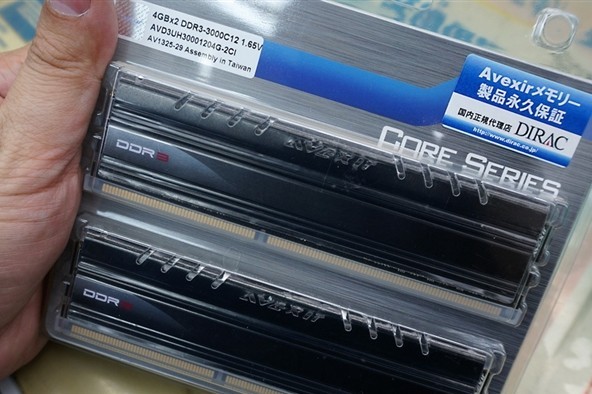 4GBx2 DDR3-3000C12 1.65V
AVD3UH30001204G-2CI
AV1325-29 Assembly in Taiwan
Avexirメモリー
製品永久保証
国内正規代理店 DIRAC
http://www.dirac.co.jp/
CORE SERIES
AVEXIR
DDR3
AVEXIR
DDR3